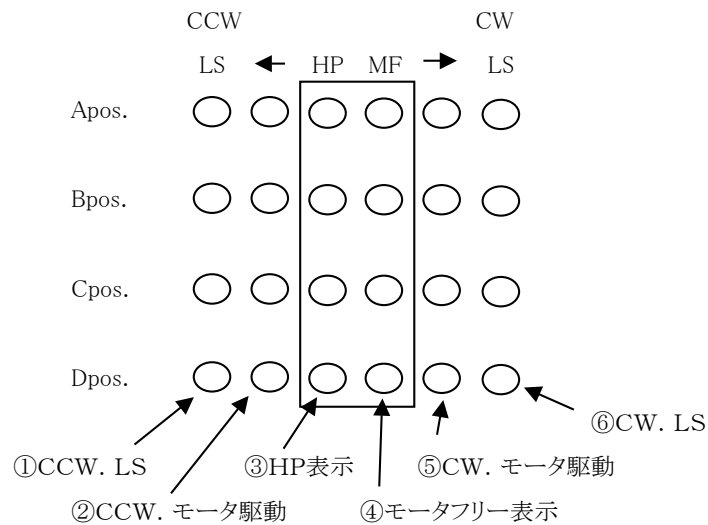 CCW CW
LS ← HP MF → LS
Apos.
Bpos.
Cpos.
Dpos.
⑥CW. LS
①CCW. LS ③HP表示 ⑤CW. モータ駆動
②CCW. モータ駆動 ④モータフリー表示